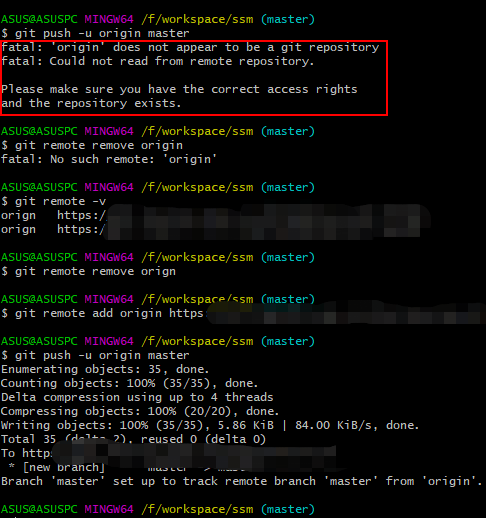 ASUS@ASUSPC MINGW64 /f/workspace/ssm (master)
$ git push -u origin master
fatal: 'origin' does not appear to be a git repository
fatal: Could not read from remote repository.
Please make sure you have the correct access rights
and the repository exists.
ASUS@ASUSPC MINGW64 /f/workspace/ssm (master)
$ git remote remove origin
fatal: No such remote: 'origin'
ASUS@ASUSPC MINGW64 /f/workspace/ssm (master)
$ git remote -v
orign https:/
orign https:/
ASUS@ASUSPC MINGW64 /f/workspace/ssm (master)
$ git remote remove orign
ASUS@ASUSPC MINGW64 /f/workspace/ssm (master)
$ git remote add origin https
ASUS@ASUSPC MINGW64 /f/workspace/ssm (master)
$ git push -u origin master
Enumerating objects: 35, done.
Counting objects: 100% (35/35), done.
Delta compression using up to 4 threads
Compressing objects: 100% (20/20), done.
Writing objects: 100% (35/35), 5.86 KiB | 84.00 KiB/s, done.
Total 35 (delta 2), reused 0 (delta 0)
To http
* [new branch] master ->
Branch 'master' set up to track remote branch 'master' from 'origin'.
ASUS@ASUSPC MINGW64 /f/workspace/ssm (master)